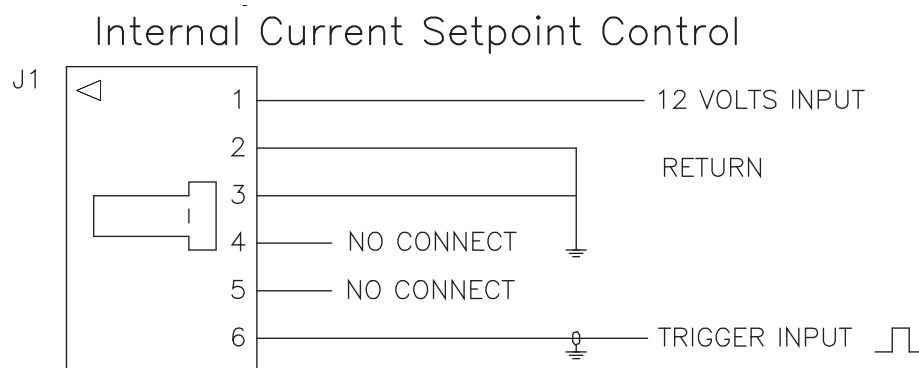 Internal Current Setpoint Control
J1
1 12 VOLTS INPUT
2
RETURN
3
4 NO CONNECT
5 NO CONNECT
6 TRIGGER INPUT